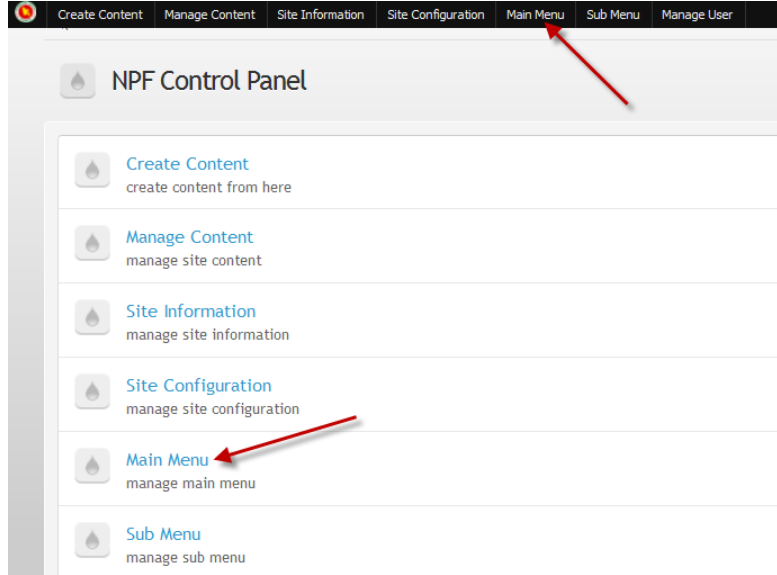 Create Content Manage Content Site Information Site Configuration Main Menu Sub Menu Manage User
NPF Control Panel
Create Content
create content from here
Manage Content
manage site content
Site Information
manage site information
Site Configuration
manage site configuration
Main Menu
manage main menu
Sub Menu
manage sub menu